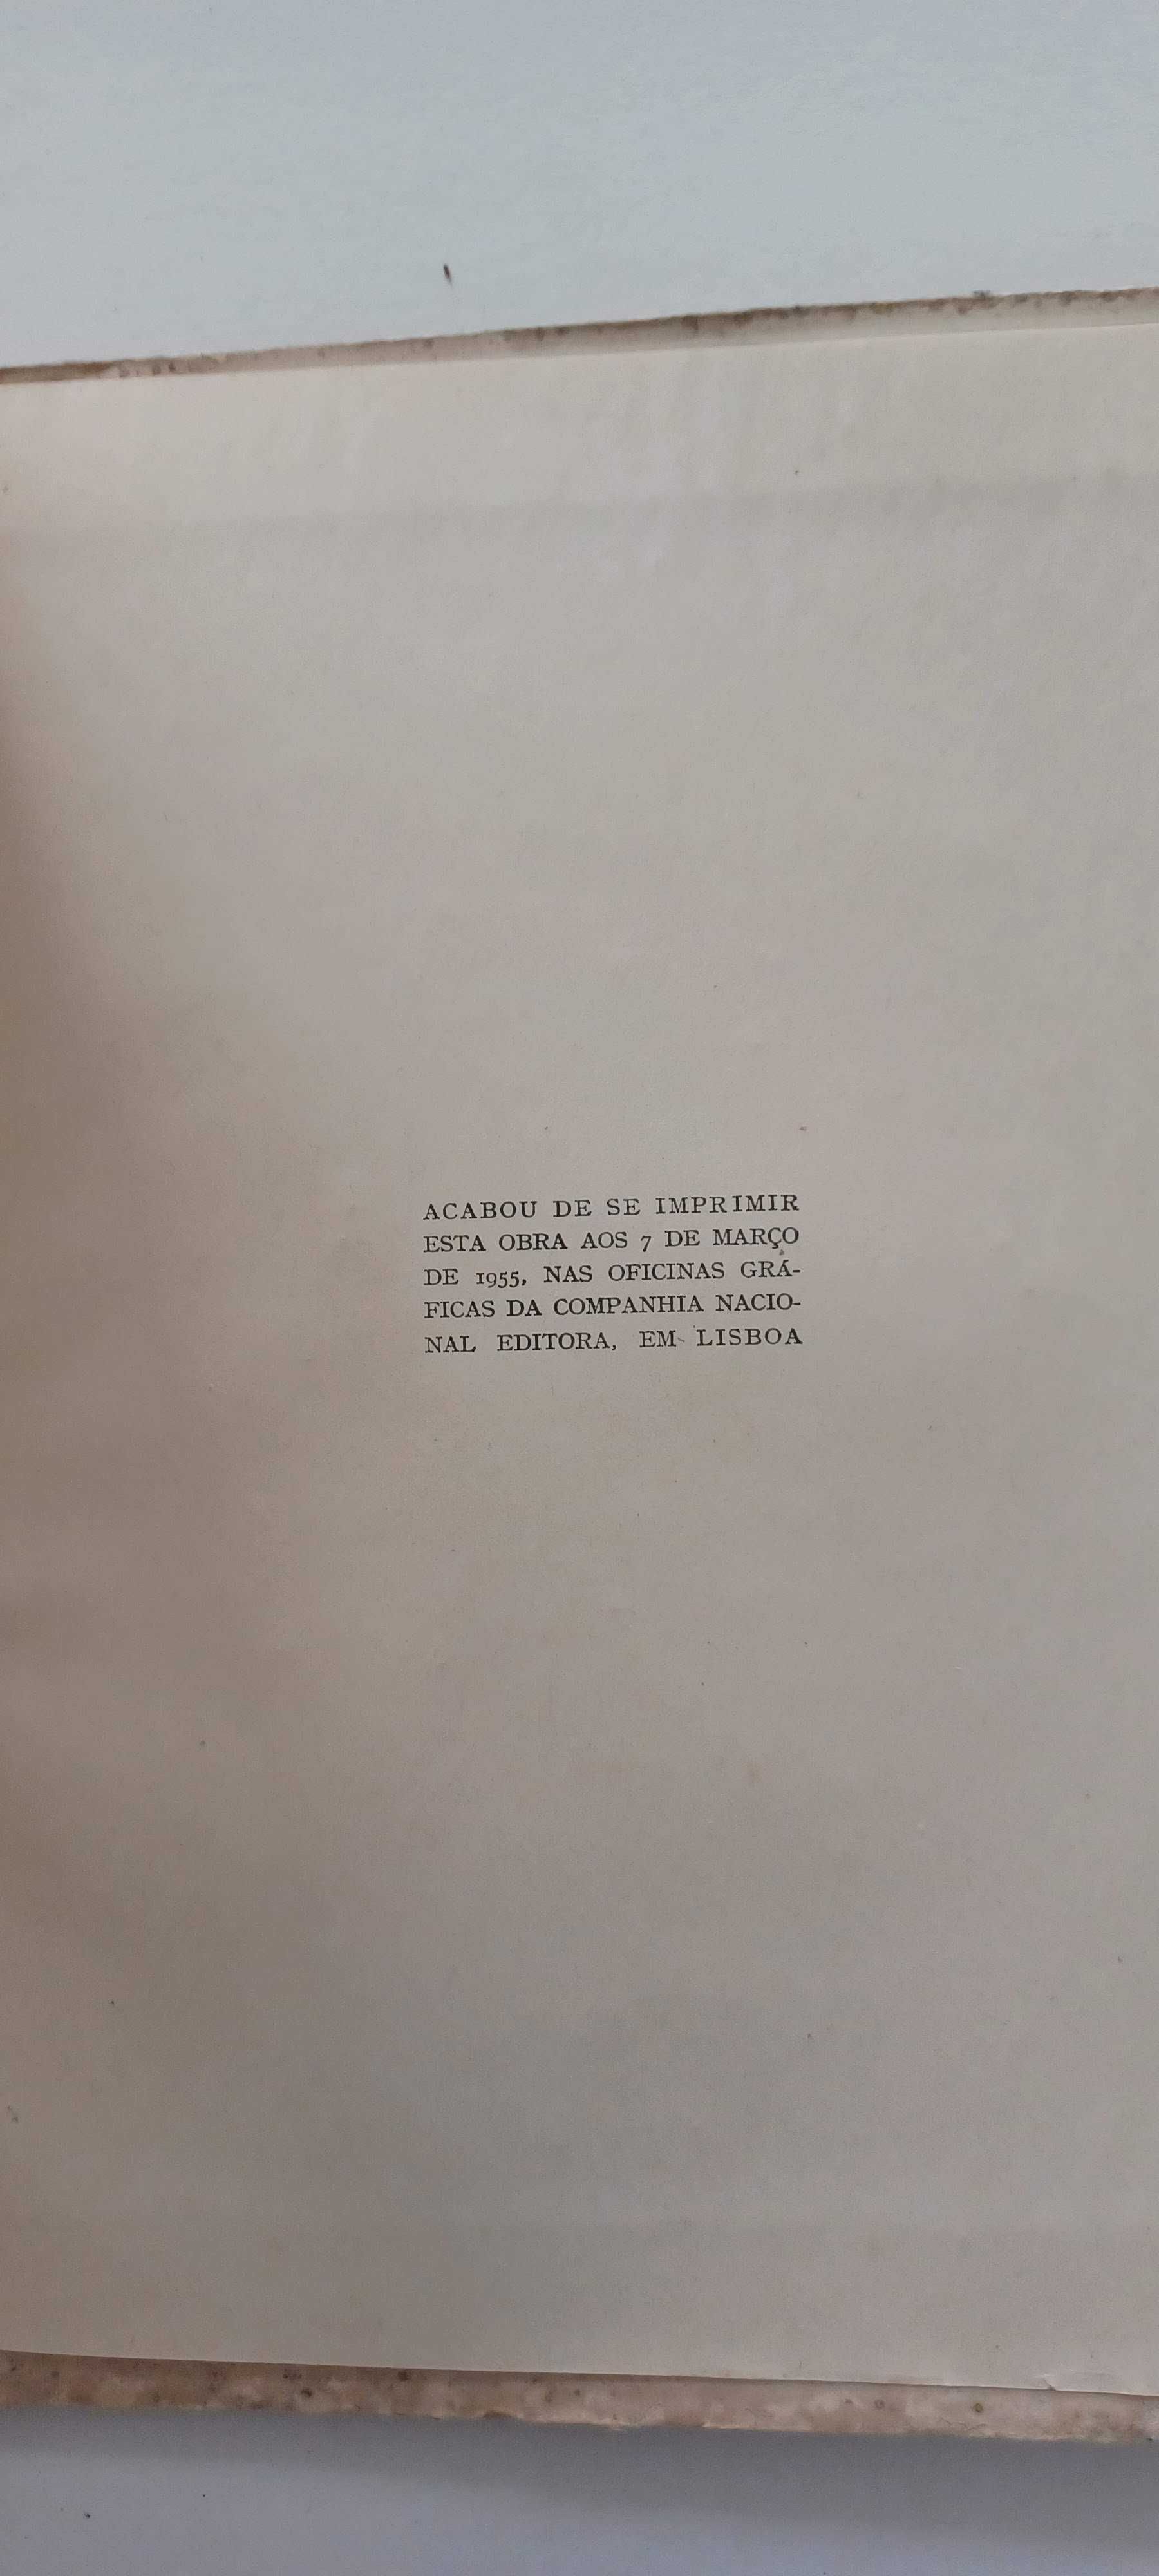 ACABOU DE SE IMPRIMIR
ESTA OBRA AOS 7 DE MARÇO
DE 1955, NAS OFICINAS GRÁ-
FICAS DA COMPANHIA NACIO-
NAL EDITORA, EM LISBOA